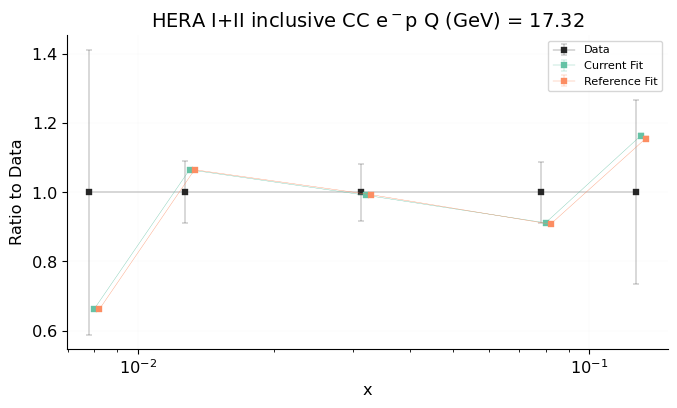 HERA I+II inclusive CC e⁻p Q (GeV) = 17.32
Data
Current Fit
Reference Fit
Ratio to Data
1.4
1.2
1.0
0.8
0.6
10⁻²
10⁻¹
x